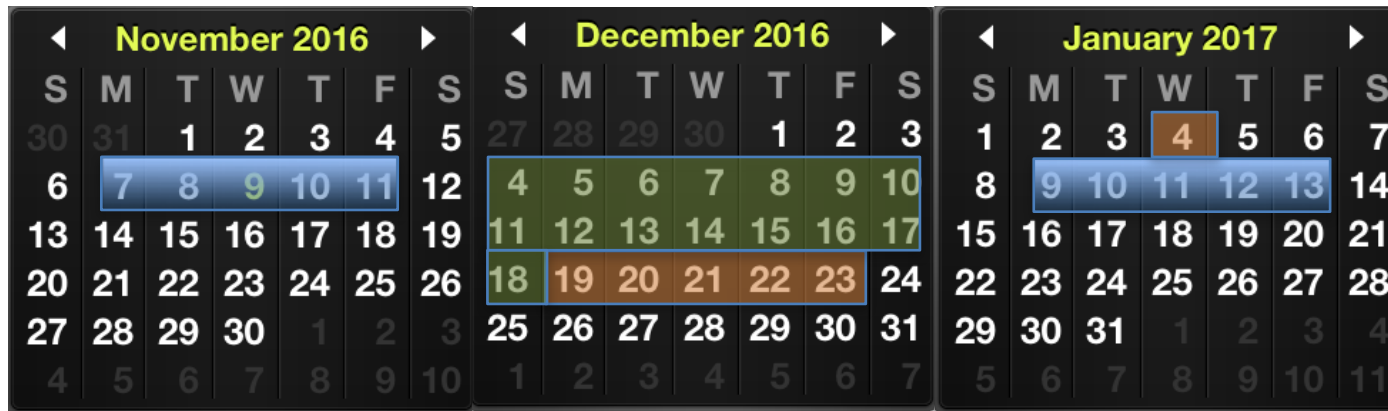 November 2016
S M T W T F S
30 31 1 2 3 4 5
6 7 8 9 10 11 12
13 14 15 16 17 18 19
20 21 22 23 24 25 26
27 28 29 30 1 2 3
4 5 6 7 8 9 10
December 2016
S M T W T F S
27 28 29 30 1 2 3
4 5 6 7 8 9 10
11 12 13 14 15 16 17
18 19 20 21 22 23 24
25 26 27 28 29 30 31
1 2 3 4 5 6 7
January 2017
S M T W T F S
1 2 3 4 5 6 7
8 9 10 11 12 13 14
15 16 17 18 19 20 21
22 23 24 25 26 27 28
29 30 31 1 2 3 4
5 6 7 8 9 10 11